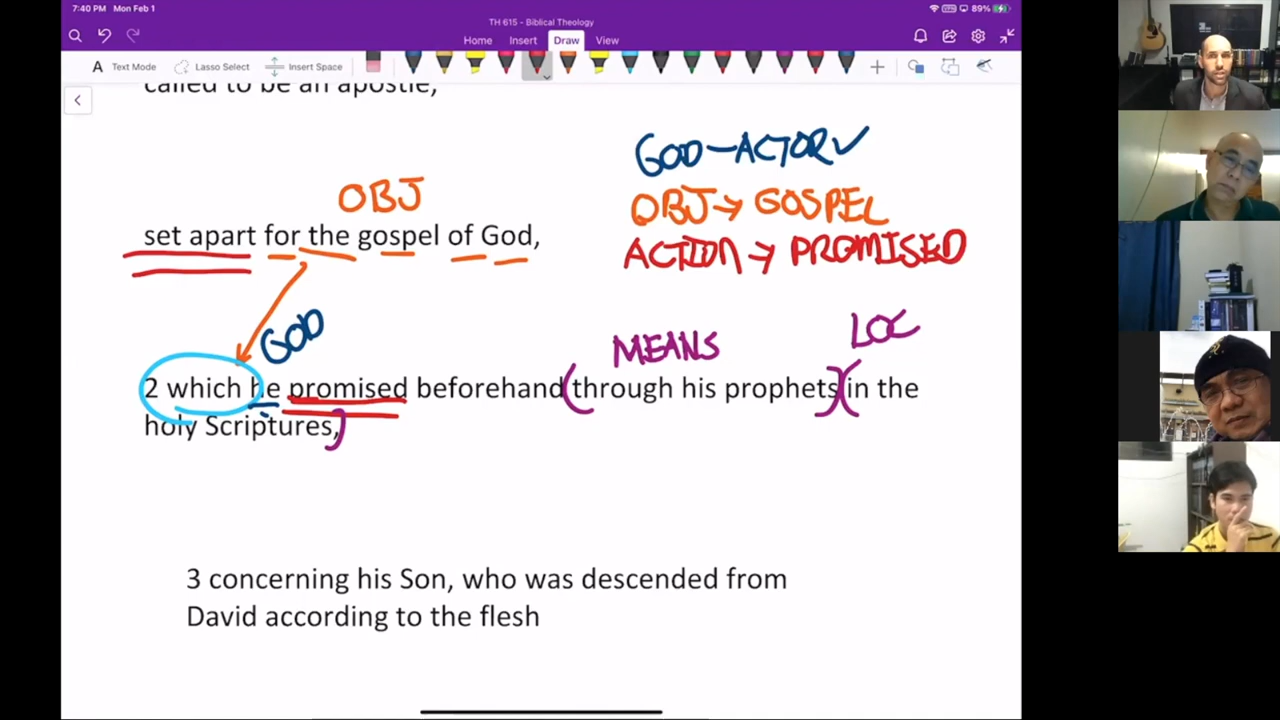 7:40 PM Mon Feb 1
89%
TH 615 - Biblical Theology
Home Insert Draw View
Text Mode Lasso Select Insert Space
called to be an apostle,
GOD - ACTOR ✓
OBJ
OBJ → GOSPEL
set apart for the gospel of God,
ACTION → PROMISED
GOD
MEANS
LOC
2 which he promised beforehand (through his prophets)(in the
holy Scriptures,)
3 concerning his Son, who was descended from
David according to the flesh